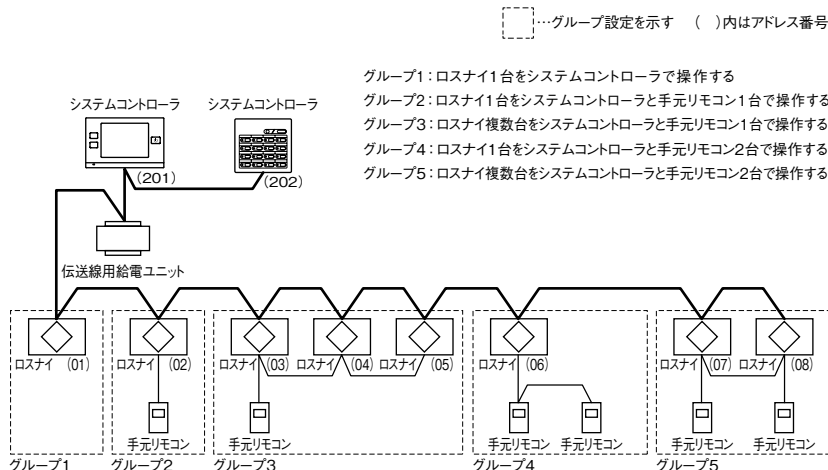 …グループ設定を示す （ ）内はアドレス番号
グループ1：ロスナイ1台をシステムコントローラで操作する
グループ2：ロスナイ1台をシステムコントローラと手元リモコン1台で操作する
グループ3：ロスナイ複数台をシステムコントローラと手元リモコン1台で操作する
グループ4：ロスナイ1台をシステムコントローラと手元リモコン2台で操作する
グループ5：ロスナイ複数台をシステムコントローラと手元リモコン2台で操作する
システムコントローラ システムコントローラ
(201) (202)
伝送線用給電ユニット
ロスナイ (01) ロスナイ (02) ロスナイ (03) ロスナイ (04) ロスナイ (05) ロスナイ (06) ロスナイ (07) ロスナイ (08)
手元リモコン 手元リモコン 手元リモコン 手元リモコン 手元リモコン 手元リモコン
グループ1 グループ2 グループ3 グループ4 グループ5